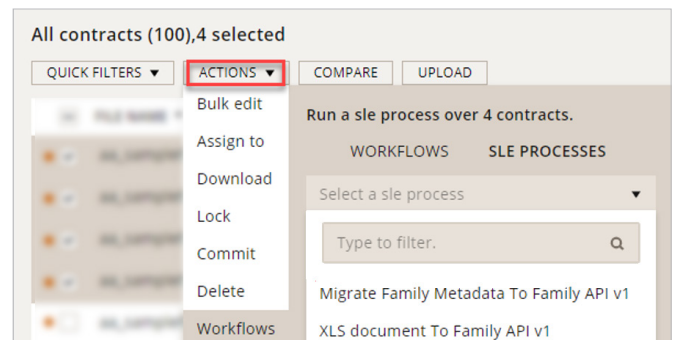 All contracts (100),4 selected
QUICK FILTERS ▼ ACTIONS ▼ COMPARE UPLOAD
Bulk edit
Run a sle process over 4 contracts.
Assign to
WORKFLOWS SLE PROCESSES
Download
Select a sle process
Lock
Type to filter.
Commit
Delete
Migrate Family Metadata To Family API v1
Workflows
XLS document To Family API v1